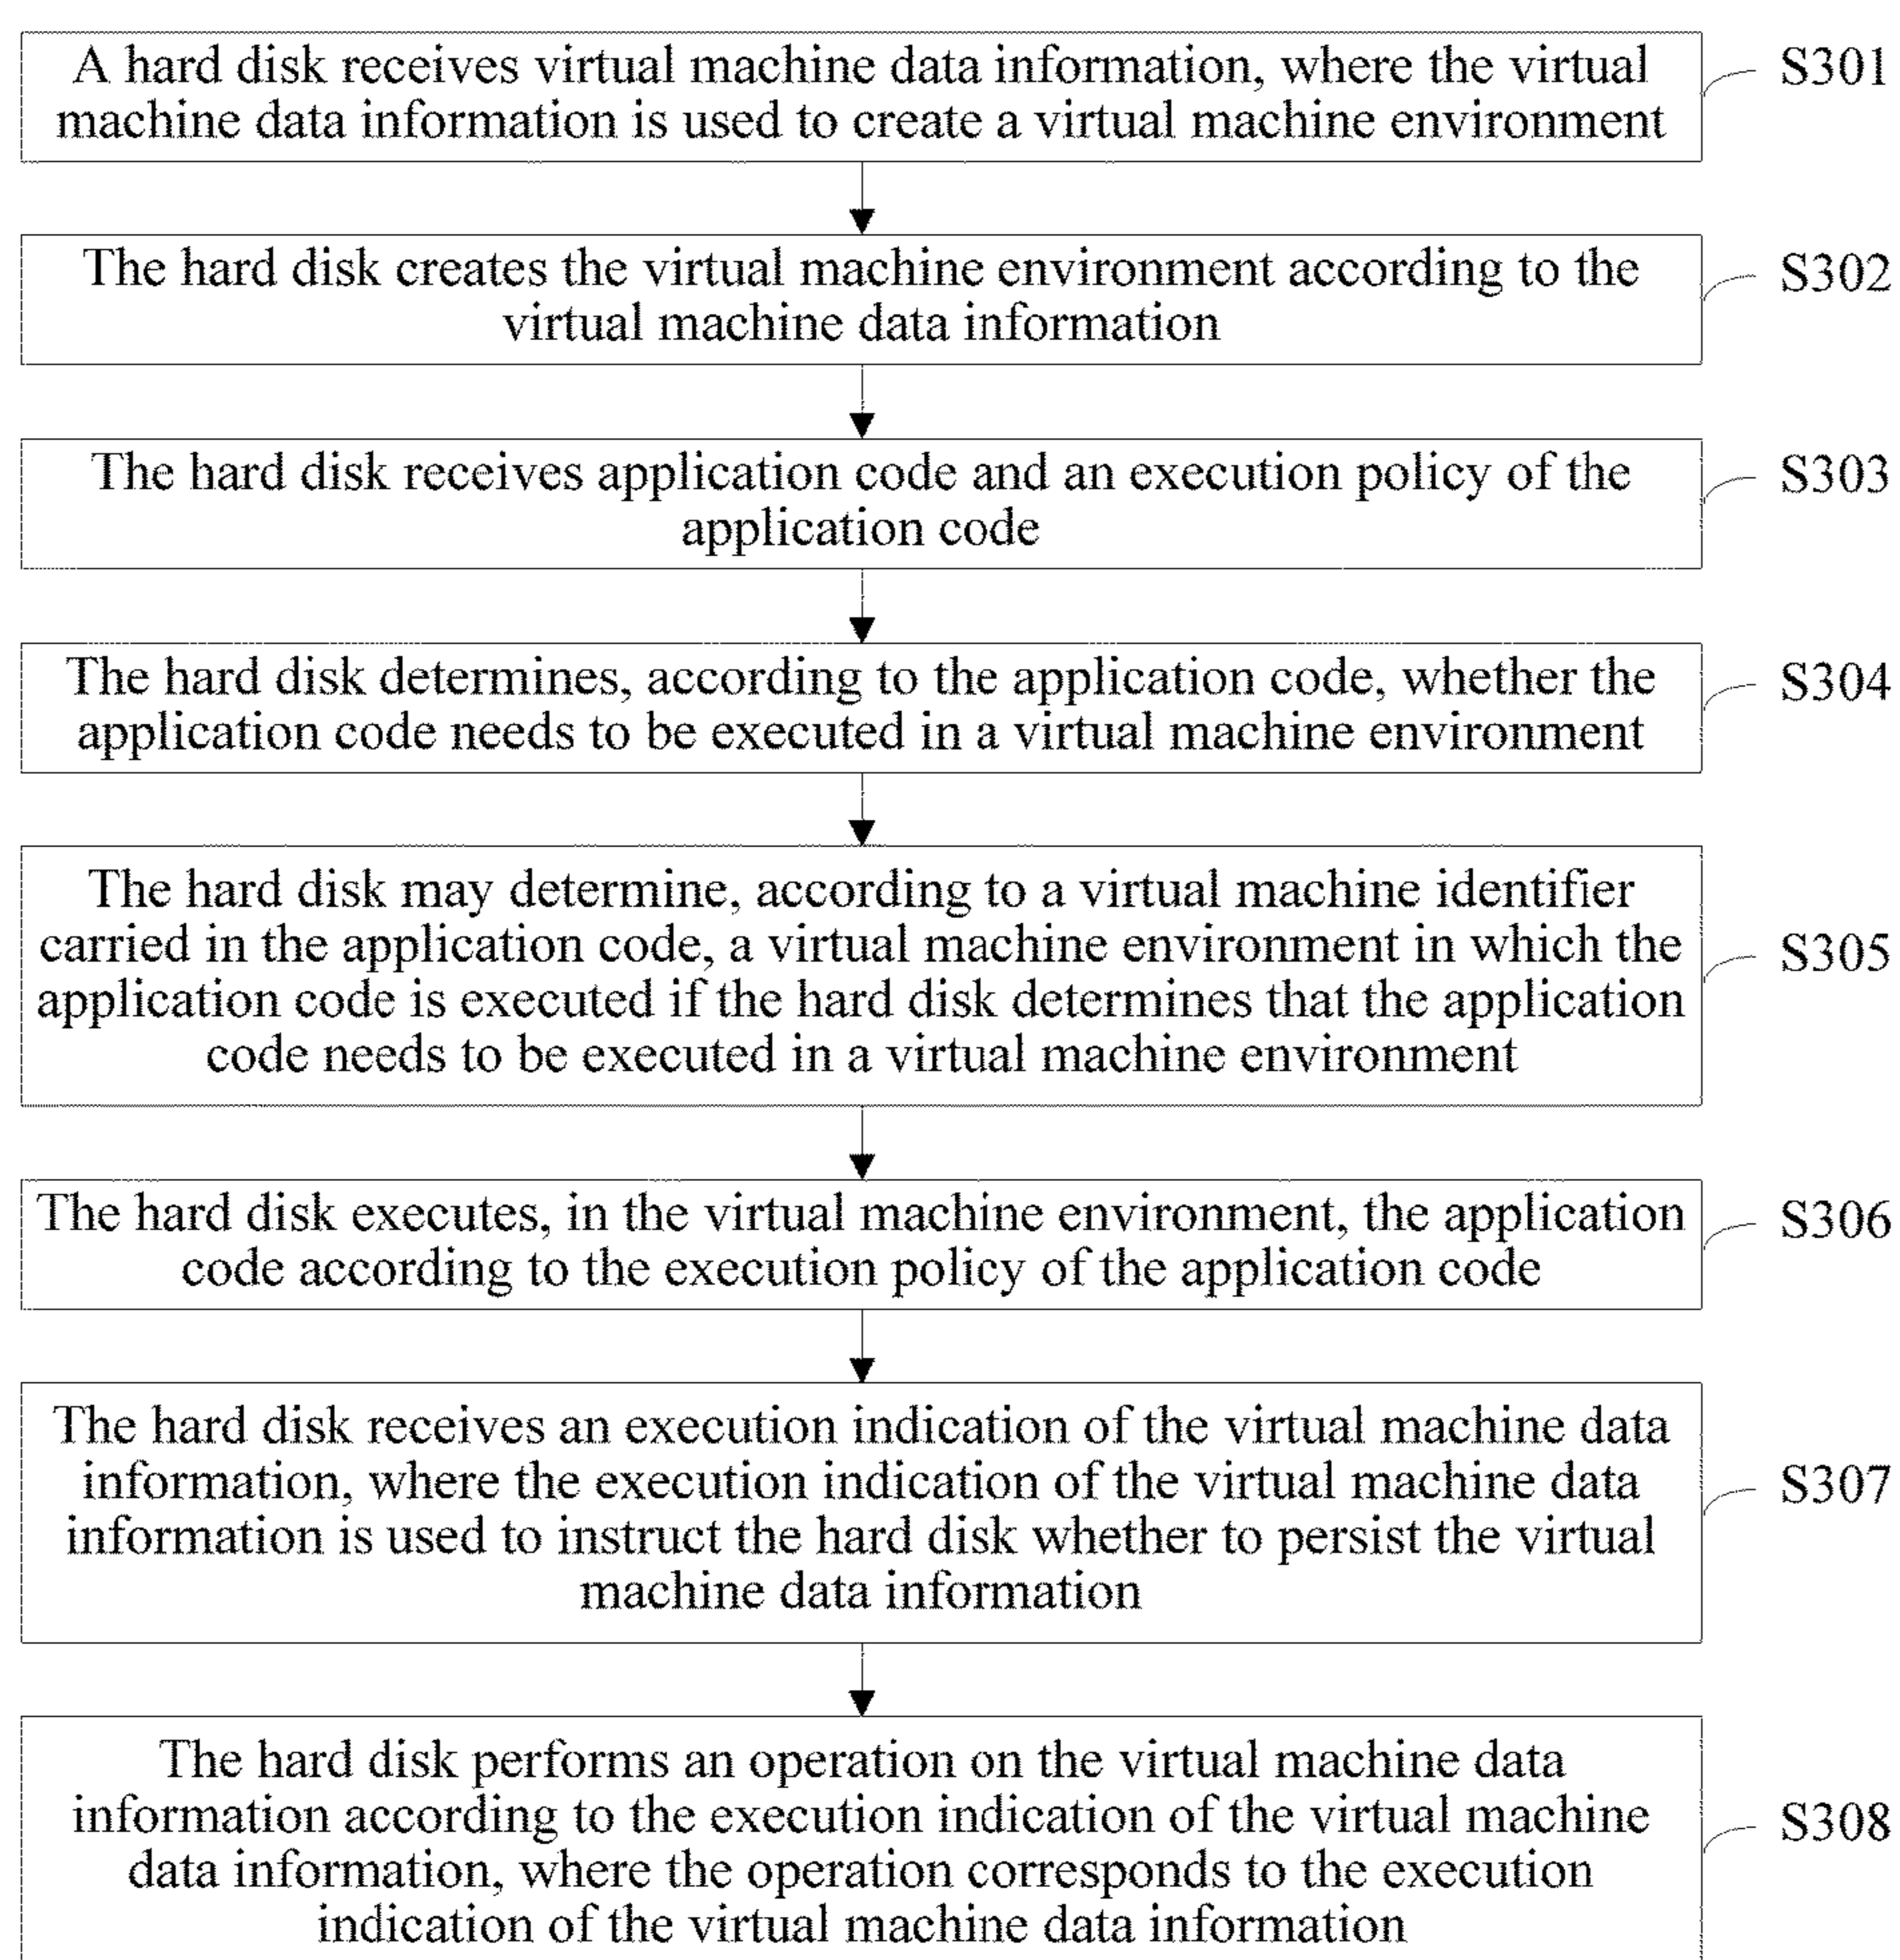 A hard disk receives virtual machine data information, where the virtual
machine data information is used to create a virtual machine environment
S301
The hard disk creates the virtual machine environment according to the
virtual machine data information
S302
The hard disk receives application code and an execution policy of the
application code
S303
The hard disk determines, according to the application code, whether the
application code needs to be executed in a virtual machine environment
S304
The hard disk may determine, according to a virtual machine identifier
carried in the application code, a virtual machine environment in which the
application code is executed if the hard disk determines that the application
code needs to be executed in a virtual machine environment
S305
The hard disk executes, in the virtual machine environment, the application
code according to the execution policy of the application code
S306
The hard disk receives an execution indication of the virtual machine data
information, where the execution indication of the virtual machine data
information is used to instruct the hard disk whether to persist the virtual
machine data information
S307
The hard disk performs an operation on the virtual machine data
information according to the execution indication of the virtual machine
data information, where the operation corresponds to the execution
indication of the virtual machine data information
S308